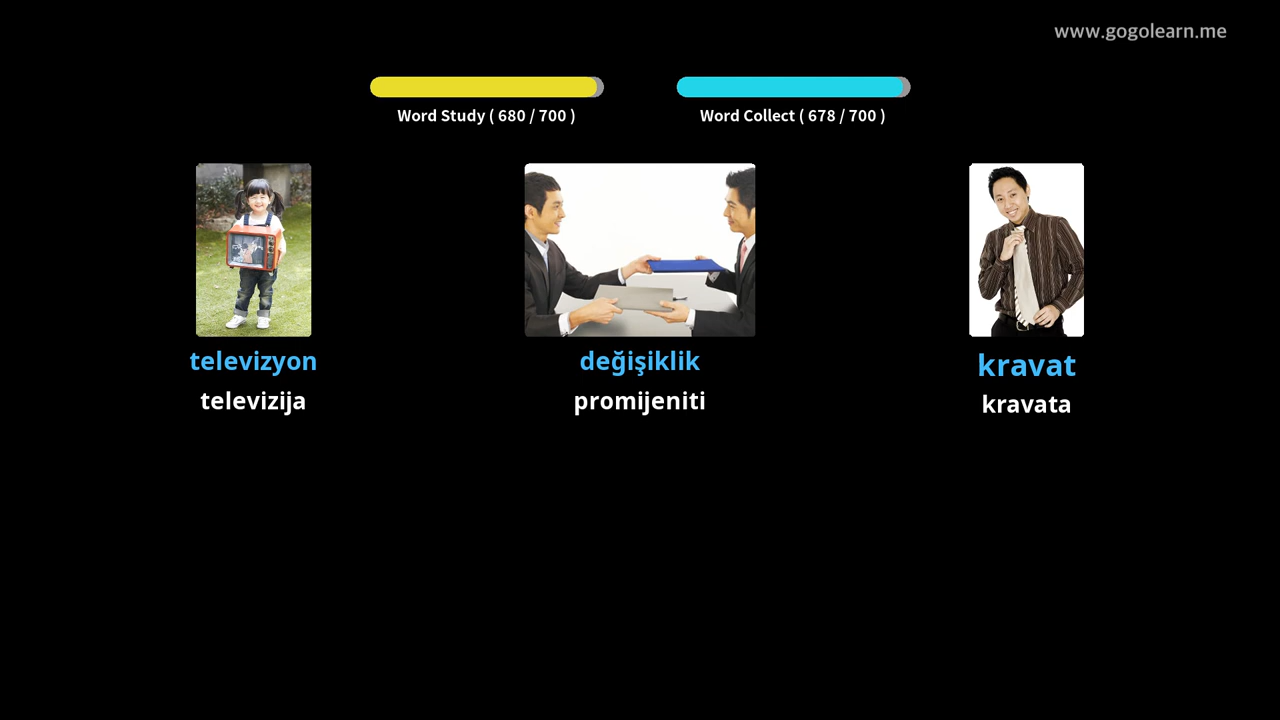 www.gogolearn.me
Word Study ( 680 / 700 )
Word Collect ( 678 / 700 )
televizyon
televizija
değişiklik
promijeniti
kravat
kravata